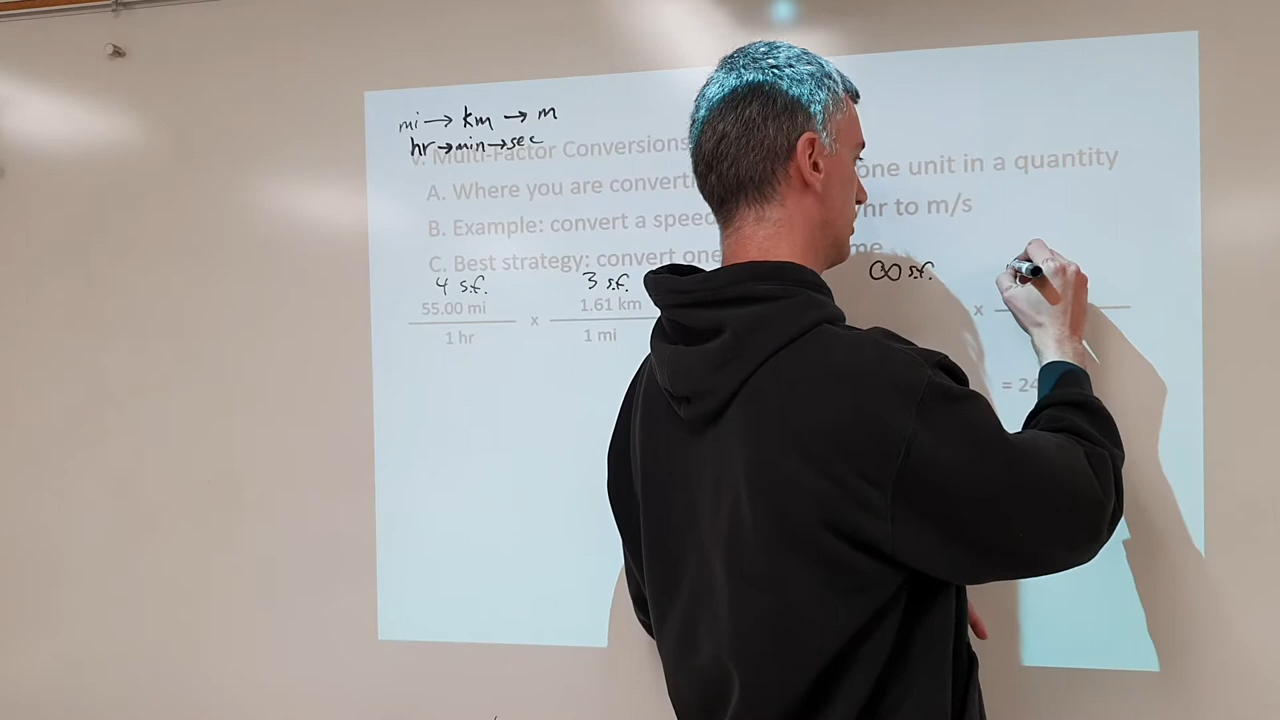 mi → km → m
hr → min → sec
Multi-Factor Conversions
A. Where you are one unit in a quantity
B. Example: convert a speed hr to m/s
C. Best strategy: convert one me
4 s.f. 3 s.f. ∞ s.f.
55.00 mi x 1.61 km x
1 hr 1 mi
= 24